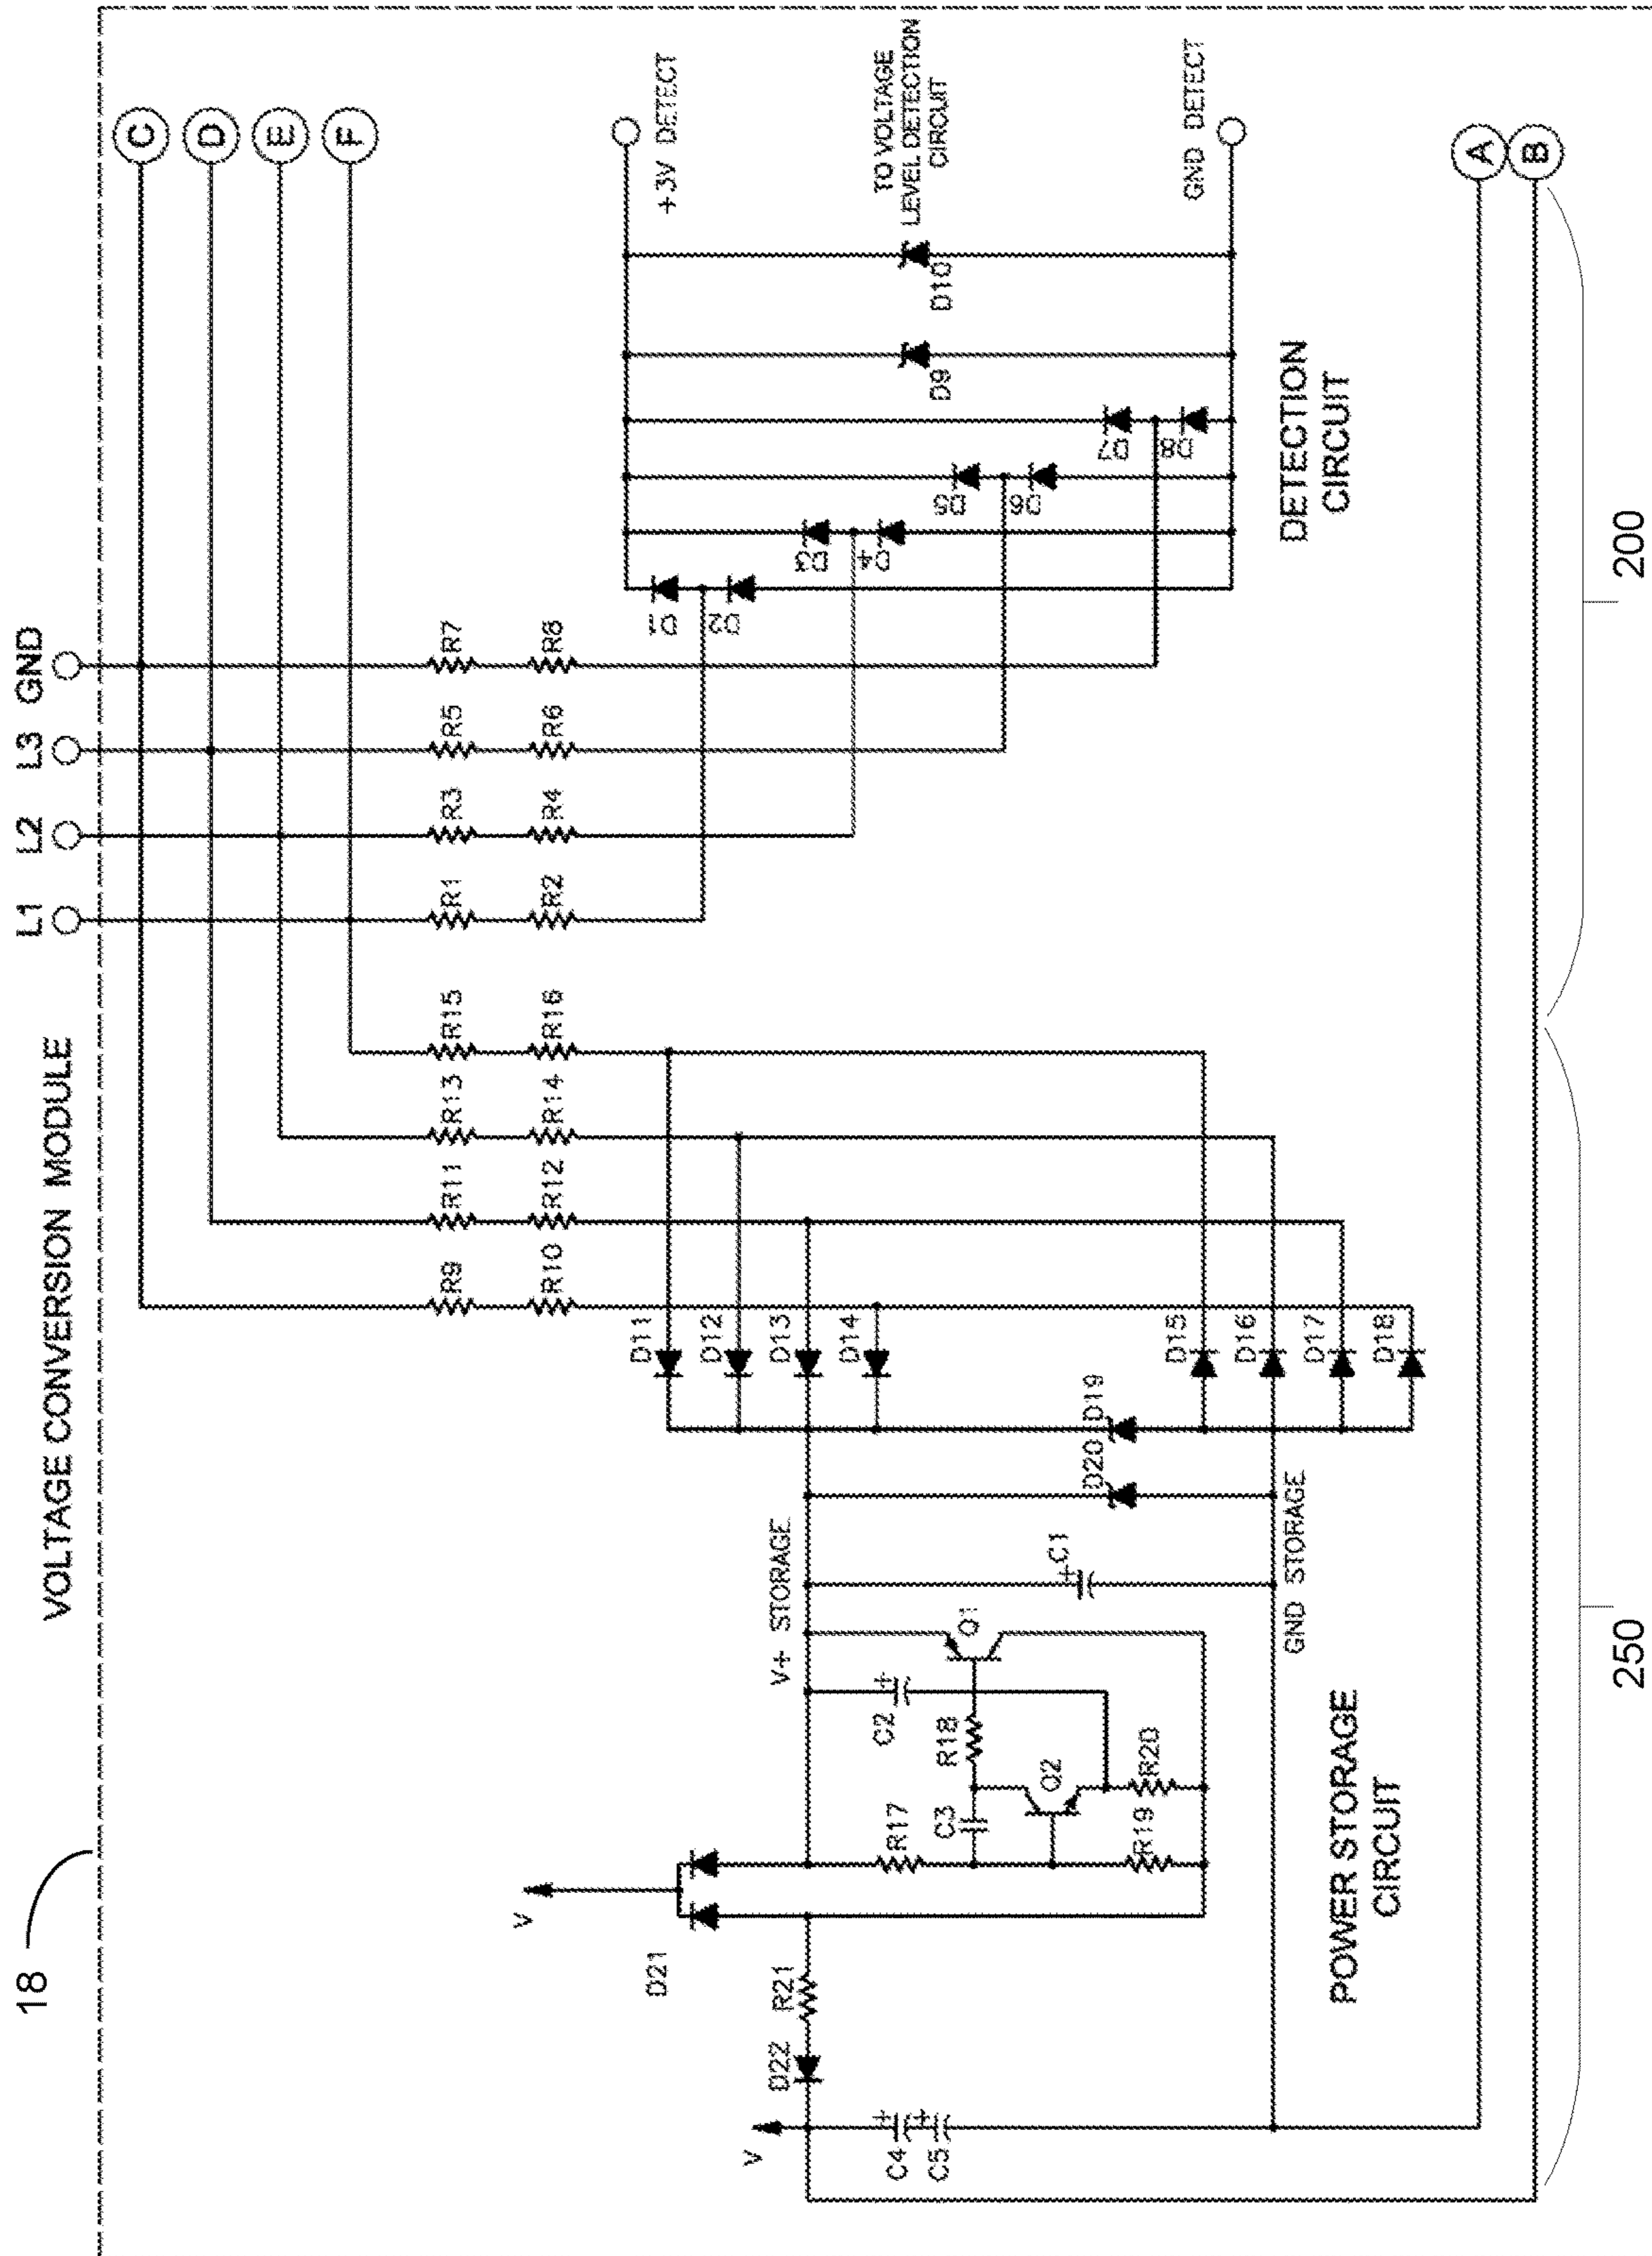 18
VOLTAGE CONVERSION MODULE
L1
L2
L3
GND
C
D
E
F
R9
R10
R11
R12
R13
R14
R15
R16
R1
R2
R3
R4
R5
R6
R7
R8
+3V DETECT
TO VOLTAGE
LEVEL DETECTION
CIRCUIT
GND DETECT
D1
D2
D3
D4
D5
D6
D7
D8
D9
D10
DETECTION
CIRCUIT
D11
D12
D13
D14
D15
D16
D17
D18
D19
D20
V+ STORAGE
GND STORAGE
C1
Q1
C2
R18
Q2
R20
C3
R17
R19
V
D21
R21
D22
V
C4
C5
+
+
+
+
POWER STORAGE
CIRCUIT
A
B
250
200